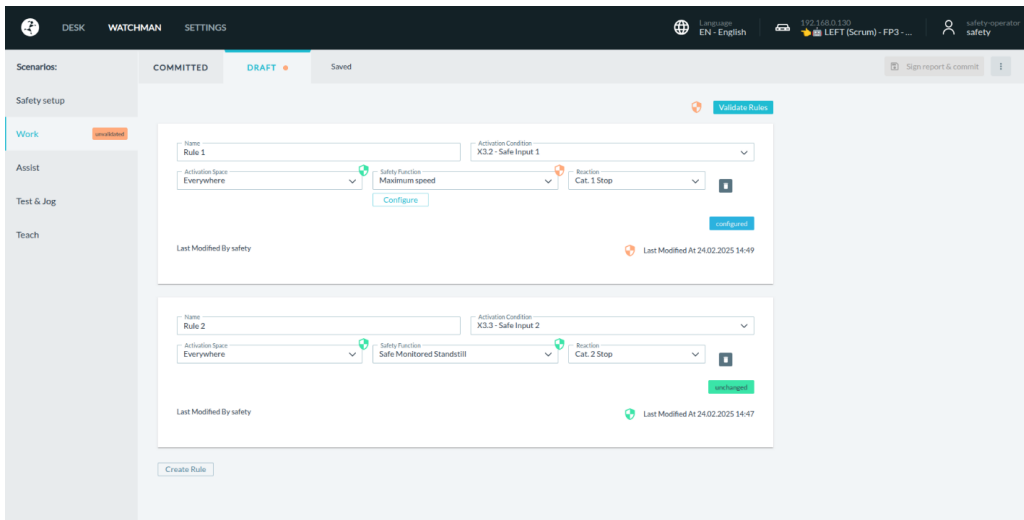 DESK
WATCHMAN
SETTINGS
Language
EN - English
192.168.0.130
LEFT (Scrum) - FP3 - ...
safety-operator
safety
Scenarios:
COMMITTED
DRAFT
Saved
Sign report & commit
Safety setup
Work
unvalidated
Assist
Test & Jog
Teach
Validate Rules
Name
Rule 1
Activation Condition
X3.2 - Safe Input 1
Activation Space
Everywhere
Safety Function
Maximum speed
Reaction
Cat. 1 Stop
Configure
configured
Last Modified By safety
Last Modified At 24.02.2025 14:49
Name
Rule 2
Activation Condition
X3.3 - Safe Input 2
Activation Space
Everywhere
Safety Function
Safe Monitored Standstill
Reaction
Cat. 2 Stop
unchanged
Last Modified By safety
Last Modified At 24.02.2025 14:47
Create Rule